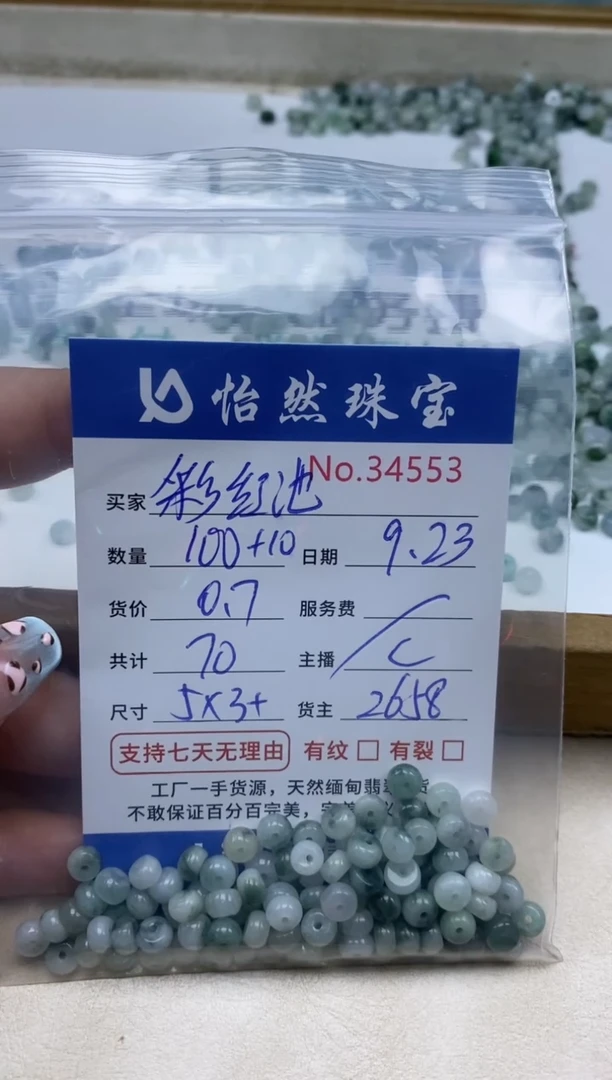 怡然珠宝
No.34553
买家 彩红池
数量 100+10 日期 9.23
货价 0.7 服务费 /
共计 70 主播 C
尺寸 5x3+ 货主 2658
支持七天无理由 有纹 □ 有裂 □
工厂一手货源，天然缅甸翡
不敢保证百分百完美，